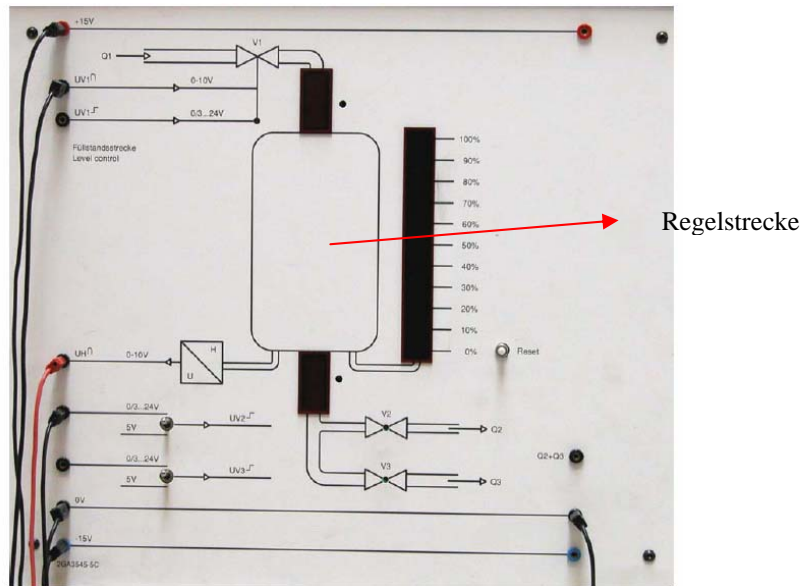 +15V
V1
Q1
UV1
0-10V
UV1
0/3...24V
Füllstandsstrecke
Level control
100%
90%
80%
70%
60%
50%
40%
30%
20%
10%
0%
Reset
Regelstrecke
UH
0-10V
H
U
0/3...24V
5V
UV2
V2
Q2
0/3...24V
5V
UV3
V3
Q3
Q2+Q3
0V
-15V